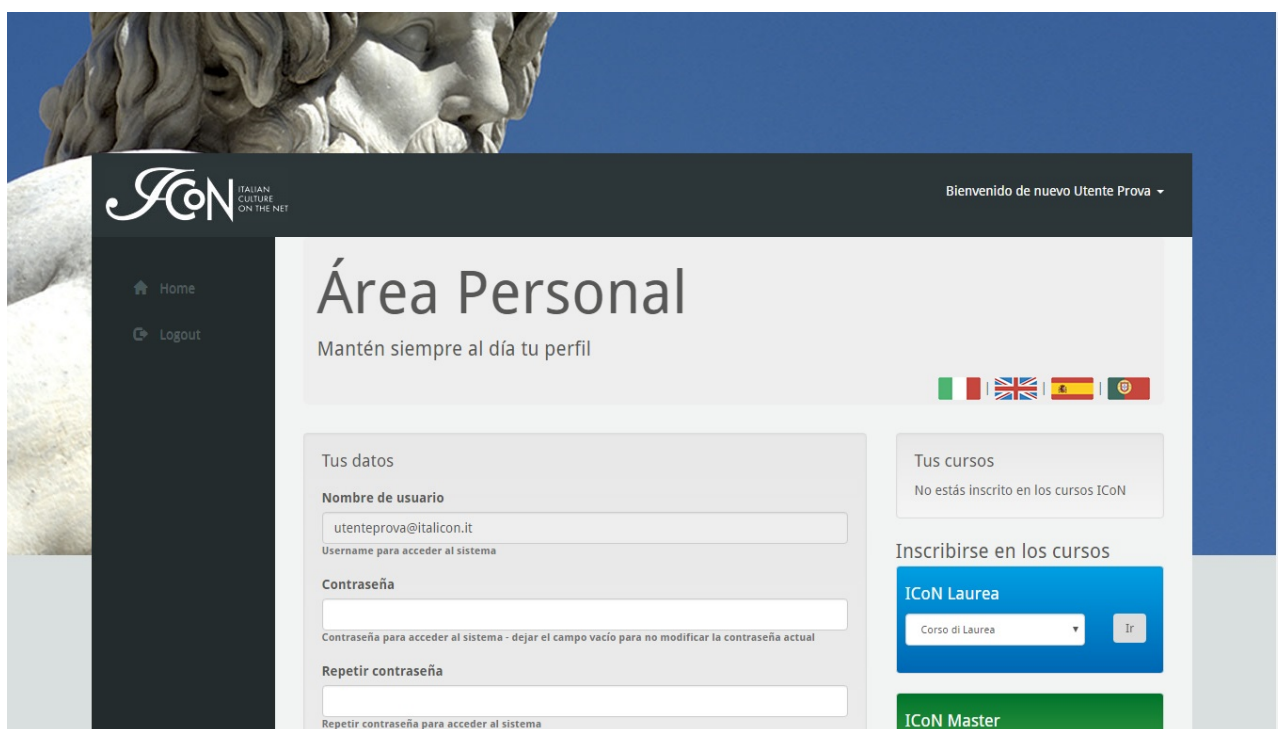 ICoN ITALIAN
CULTURE
ON THE NET
Bienvenido de nuevo Utente Prova
Home
Logout
Área Personal
Mantén siempre al día tu perfil
| | |
Tus datos
Nombre de usuario
utenteprova@italicon.it
Username para acceder al sistema
Contraseña
Contraseña para acceder al sistema - dejar el campo vacío para no modificar la contraseña actual
Repetir contraseña
Repetir contraseña para acceder al sistema
Tus cursos
No estás inscrito en los cursos ICoN
Inscribirse en los cursos
ICoN Laurea
Corso di Laurea
Ir
ICoN Master